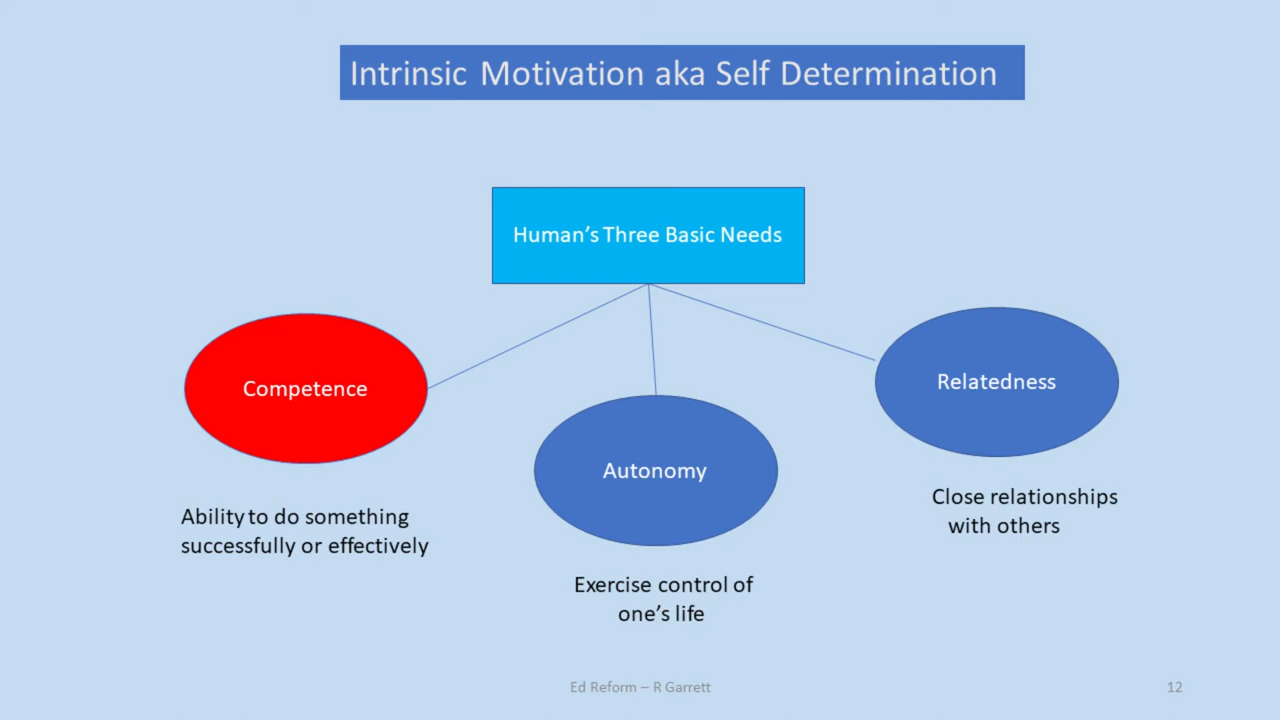 Intrinsic Motivation aka Self Determination
Human’s Three Basic Needs
Competence
Ability to do something
successfully or effectively
Autonomy
Exercise control of
one’s life
Relatedness
Close relationships
with others
Ed Reform – R Garrett
12